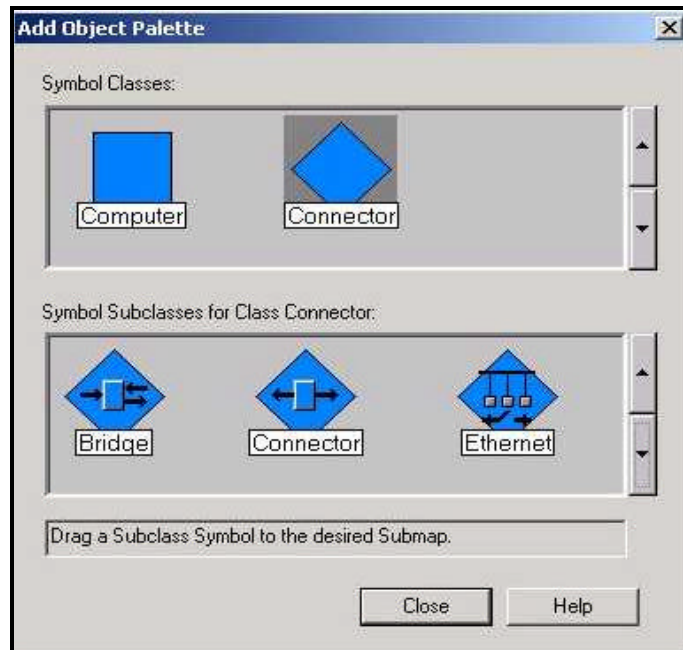 Add Object Palette
Symbol Classes:
Computer
Connector
Symbol Subclasses for Class Connector:
Bridge
Connector
Ethernet
Drag a Subclass Symbol to the desired Submap.
Close
Help